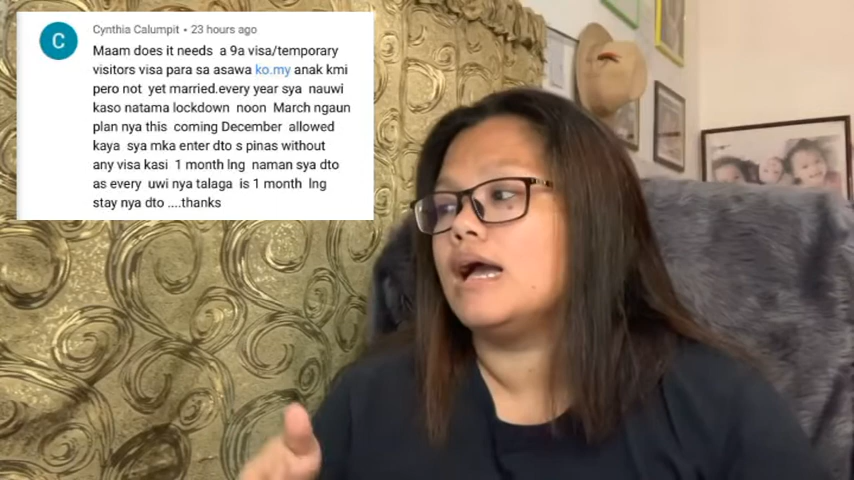 Cynthia Calumpit • 23 hours ago
C
Maam does it needs a 9a visa/temporary
visitors visa para sa asawa ko.my anak kmi
pero not yet married.every year sya nauwi
kaso natama lockdown noon March ngaun
plan nya this coming December allowed
kaya sya mka enter dto s pinas without
any visa kasi 1 month lng naman sya dto
as every uwi nya talaga is 1 month lng
stay nya dto ....thanks